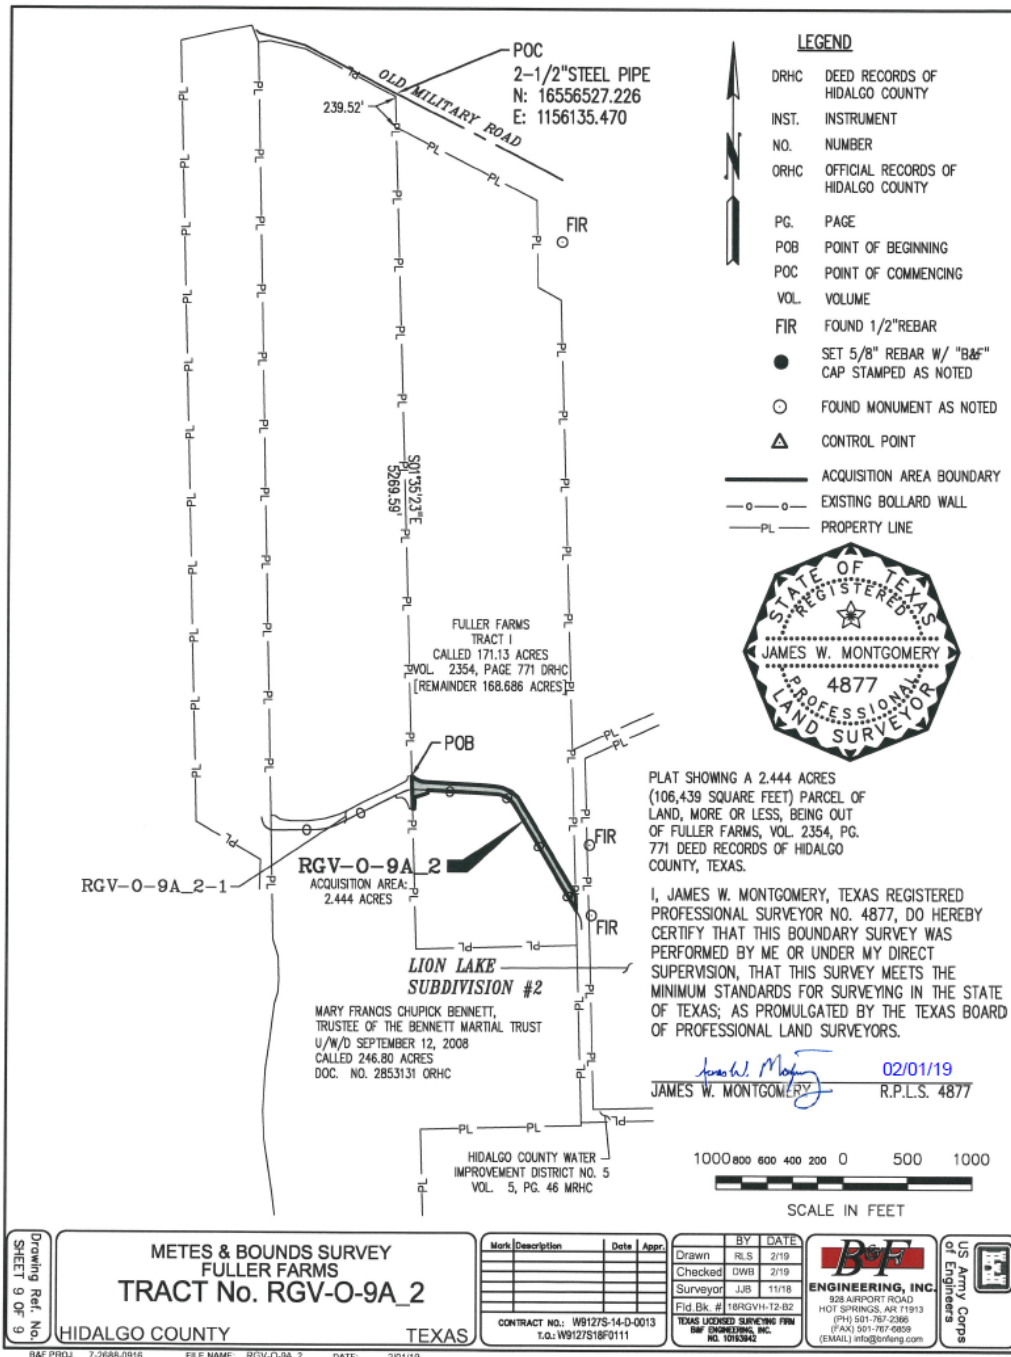 POC
2-1/2"STEEL PIPE
N: 16556527.226
E: 1156135.470
OLD MILITARY ROAD
239.52'
FIR
S01°35'23"E
5269.59'
FULLER FARMS
TRACT I
CALLED 171.13 ACRES
VOL. 2354, PAGE 771 DRHC
[REMAINDER 168.686 ACRES]
POB
RGV-O-9A_2-1
RGV-O-9A_2
ACQUISITION AREA:
2.444 ACRES
FIR
FIR
LION LAKE
SUBDIVISION #2
MARY FRANCIS CHUPICK BENNETT,
TRUSTEE OF THE BENNETT MARTIAL TRUST
U/W/D SEPTEMBER 12, 2008
CALLED 246.80 ACRES
DOC. NO. 2853131 ORHC
HIDALGO COUNTY WATER
IMPROVEMENT DISTRICT NO. 5
VOL. 5, PG. 46 MRHC
LEGEND
DRHC DEED RECORDS OF
HIDALGO COUNTY
INST. INSTRUMENT
NO. NUMBER
ORHC OFFICIAL RECORDS OF
HIDALGO COUNTY
PG. PAGE
POB POINT OF BEGINNING
POC POINT OF COMMENCING
VOL. VOLUME
FIR FOUND 1/2"REBAR
SET 5/8" REBAR W/ "B&F"
CAP STAMPED AS NOTED
FOUND MONUMENT AS NOTED
CONTROL POINT
ACQUISITION AREA BOUNDARY
EXISTING BOLLARD WALL
PL PROPERTY LINE
STATE OF TEXAS
REGISTERED
JAMES W. MONTGOMERY
4877
PROFESSIONAL
LAND SURVEYOR
PLAT SHOWING A 2.444 ACRES
(106,439 SQUARE FEET) PARCEL OF
LAND, MORE OR LESS, BEING OUT
OF FULLER FARMS, VOL. 2354, PG.
771 DEED RECORDS OF HIDALGO
COUNTY, TEXAS.
I, JAMES W. MONTGOMERY, TEXAS REGISTERED
PROFESSIONAL SURVEYOR NO. 4877, DO HEREBY
CERTIFY THAT THIS BOUNDARY SURVEY WAS
PERFORMED BY ME OR UNDER MY DIRECT
SUPERVISION, THAT THIS SURVEY MEETS THE
MINIMUM STANDARDS FOR SURVEYING IN THE STATE
OF TEXAS; AS PROMULGATED BY THE TEXAS BOARD
OF PROFESSIONAL LAND SURVEYORS.
02/01/19
JAMES W. MONTGOMERY R.P.L.S. 4877
1000 800 600 400 200 0 500 1000
SCALE IN FEET
Drawing Ref. No.
SHEET 9 OF 9
METES & BOUNDS SURVEY
FULLER FARMS
TRACT No. RGV-O-9A_2
HIDALGO COUNTY TEXAS
Mark Description Date Appr.
CONTRACT NO.: W9127S-14-D-0013
T.O.: W9127S18F0111
BY DATE
Drawn RLS 2/19
Checked DWB 2/19
Surveyor JJB 11/18
Fld.Bk. # 18RGVH-T2-B2
TEXAS LICENSED SURVEYING FIRM
B&F ENGINEERING, INC.
NO. 10193942
B&F
ENGINEERING, INC.
928 AIRPORT ROAD
HOT SPRINGS, AR 71913
(PH) 501-767-2366
(FAX) 501-767-6859
(EMAIL) info@bnfeng.com
US Army Corps
of Engineers
B&F PROJ. 7-2688-0916 FILE NAME: RGV-O-9A_2 DATE: 2/01/19